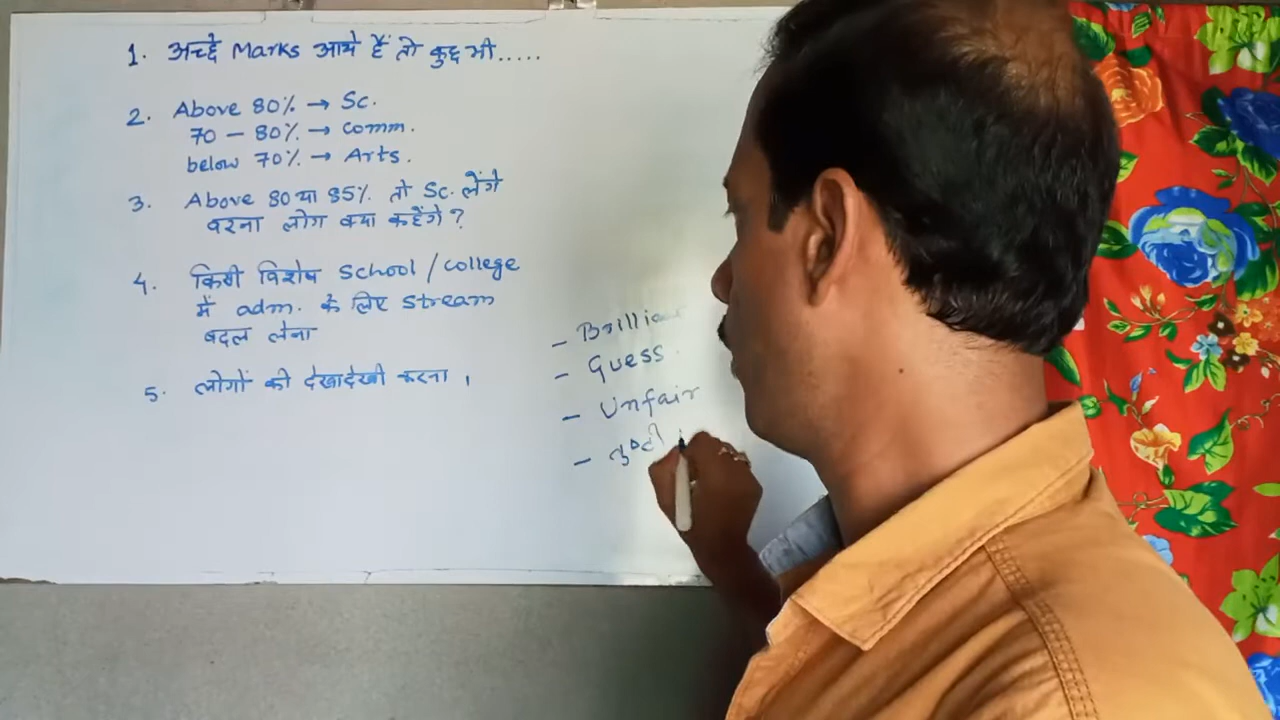 1. अच्छे Marks आये हैं तो कुछ भी.....
2. Above 80% → Sc.
70 – 80% → Comm.
below 70% → Arts.
3. Above 80 या 85% तो Sc. लेंगे
वरना लोग क्या कहेंगे ?
4. किसी विशेष School / College
में adm. के लिए Stream
बदल लेना
5. लोगों की देखादेखी करना ।
– Guess
– Unfair
–